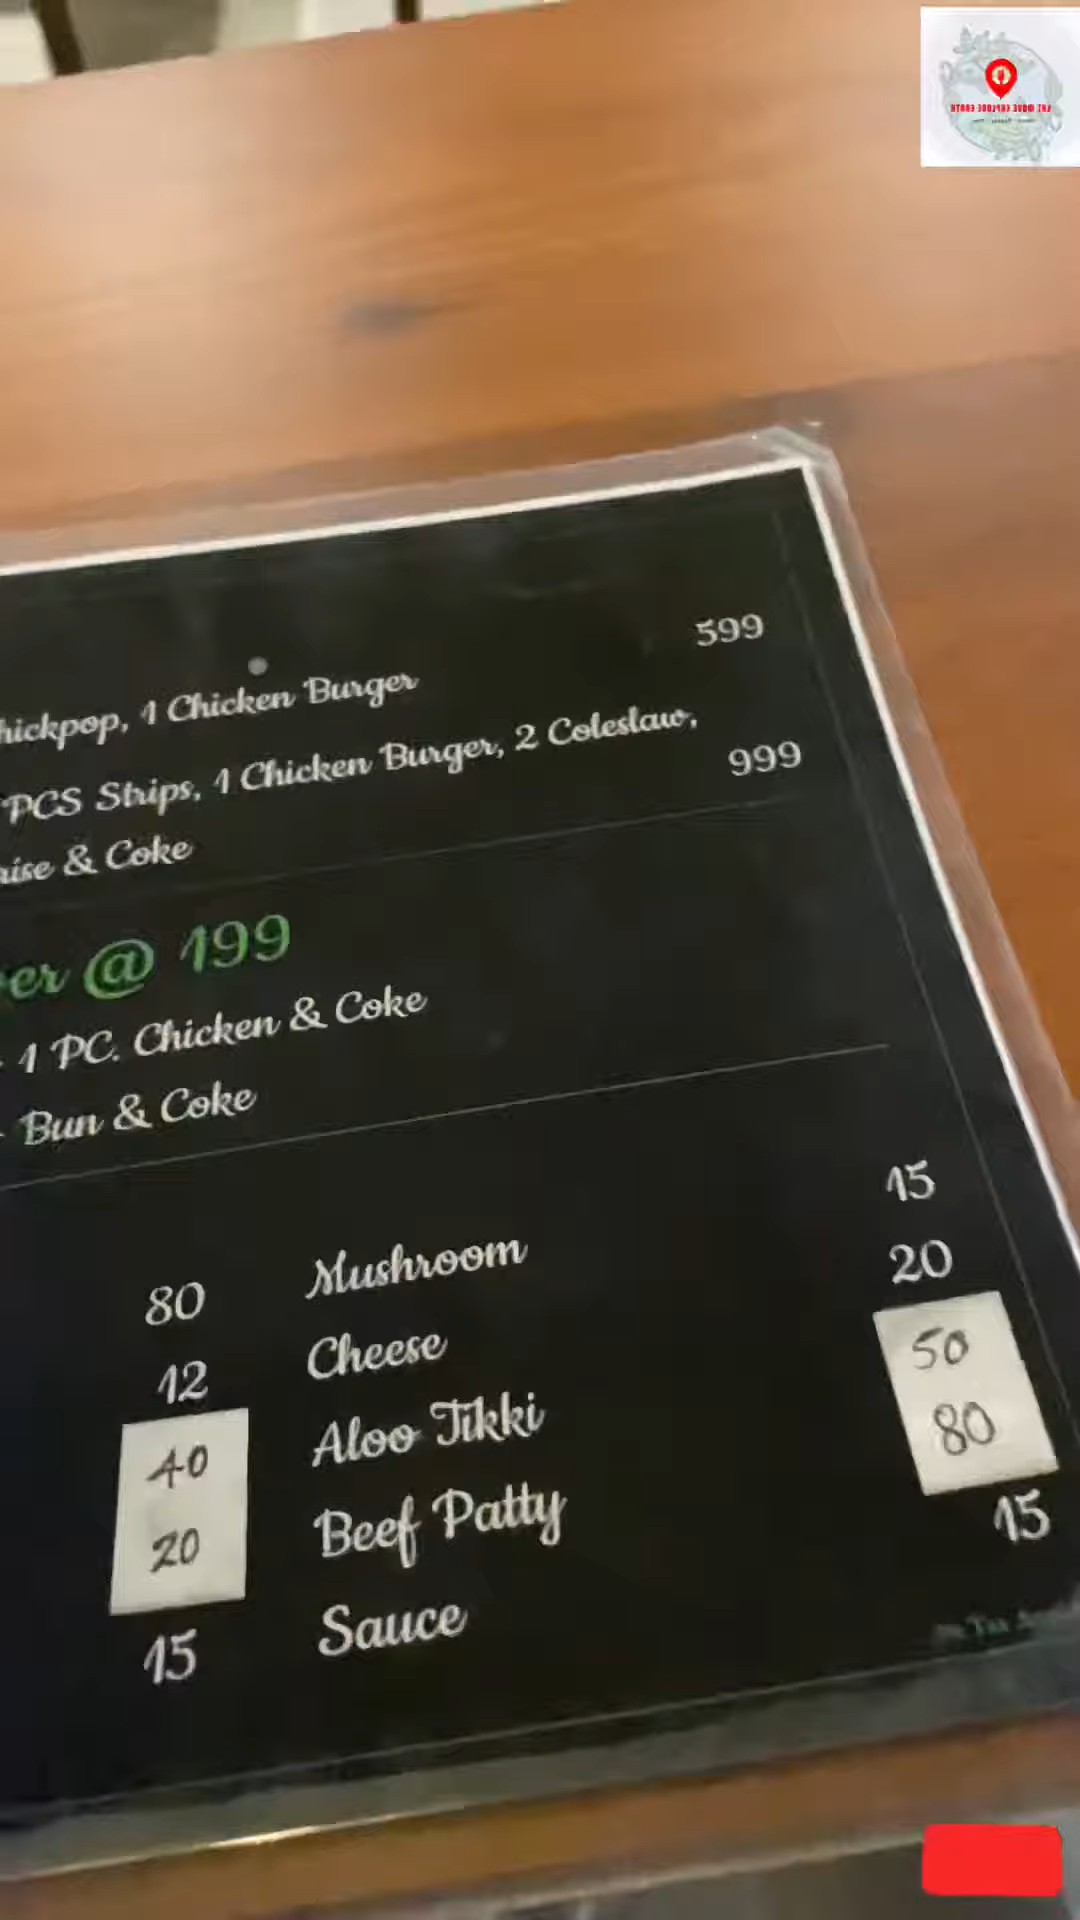 599
hickpop, 1 Chicken Burger
PCS Strips, 1 Chicken Burger, 2 Coleslaw,
999
& Coke
@ 199
1 PC. Chicken & Coke
Bun & Coke
80 Mushroom 15
12 Cheese 20
40 Aloo Tikki 50
20 Beef Patty 80
15 Sauce 15